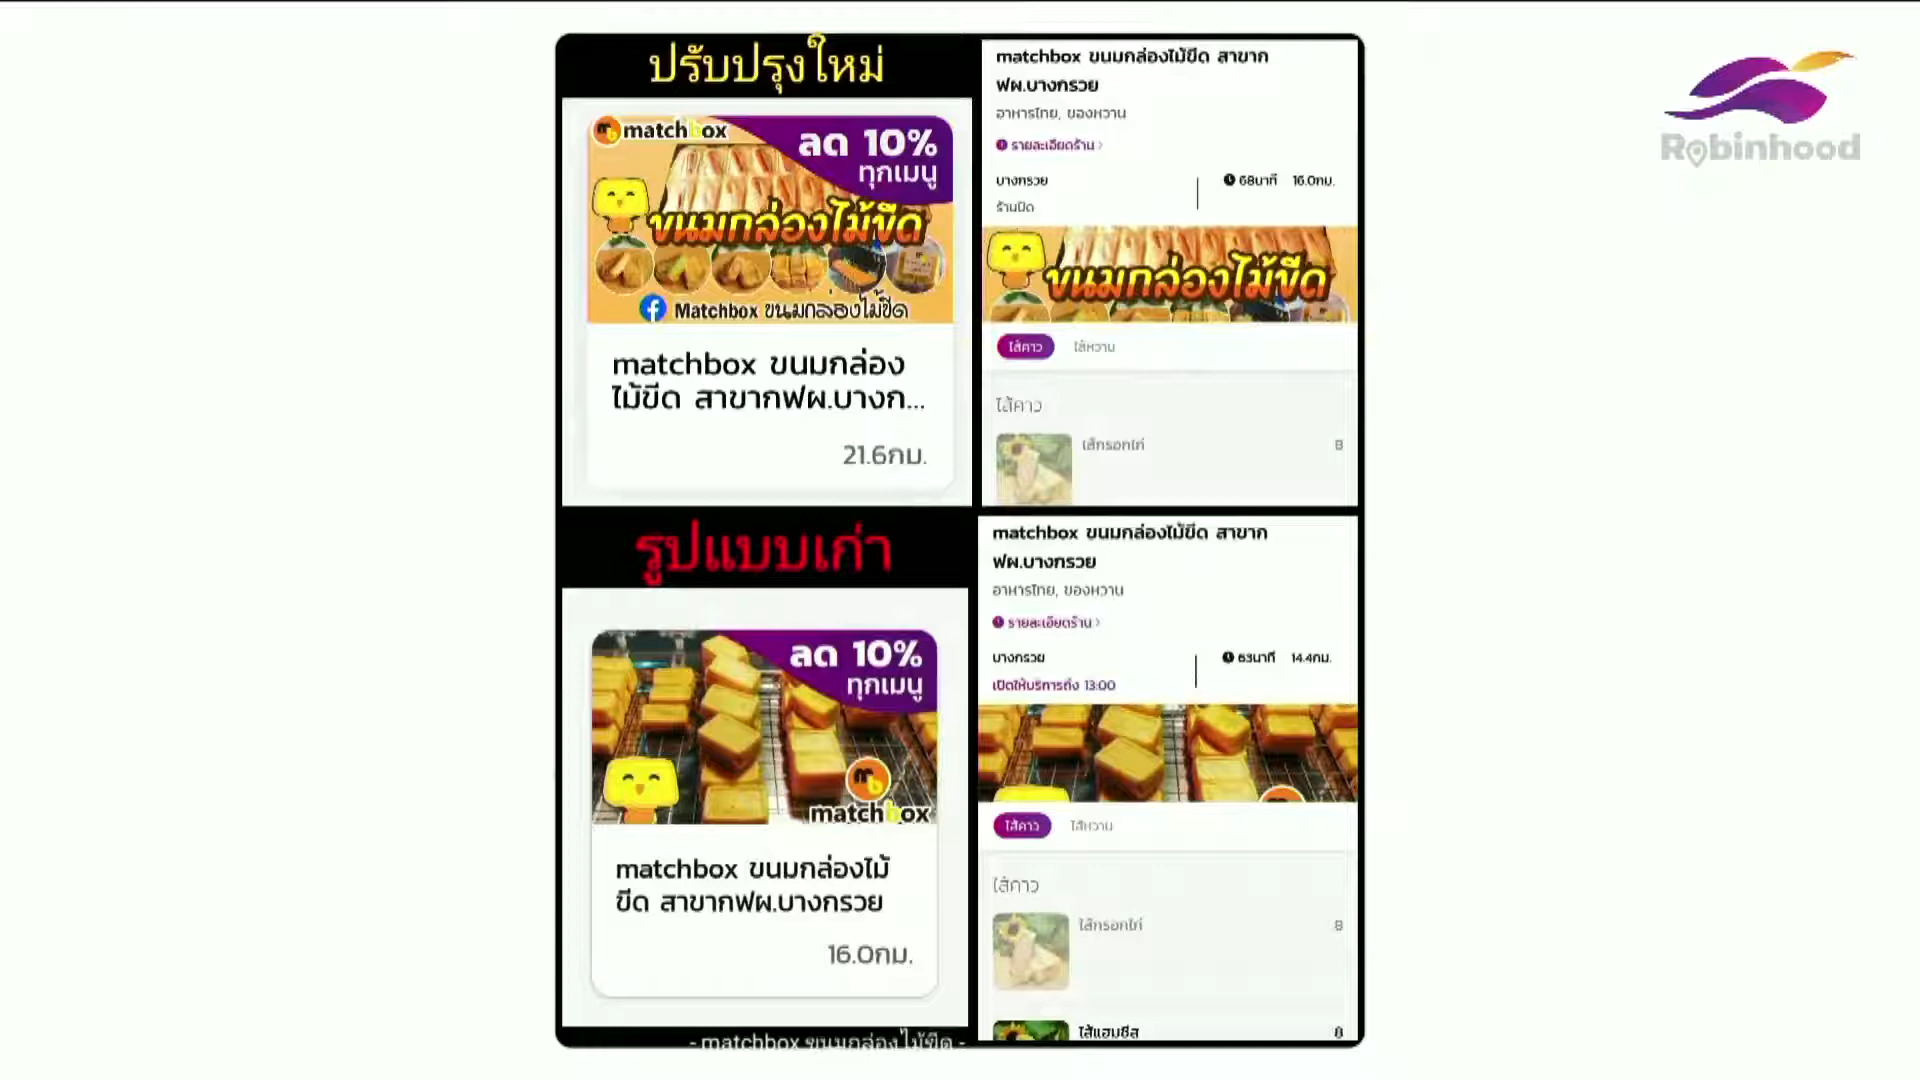 ปรับปรุงใหม่
matchbox
ลด 10%
ทุกเมนู
ขนมกล่องไม้ขีด
Matchbox ขนมกล่องไม้ขีด
matchbox ขนมกล่อง
ไม้ขีด สาขากฟผ.บางก...
21.6กม.
matchbox ขนมกล่องไม้ขีด สาขาก
ฟผ.บางกรวย
อาหารไทย, ของหวาน
รายละเอียดร้าน
บางกรวย
68นาที 16.0กม.
ร้านปิด
ขนมกล่องไม้ขีด
ไส้คาว ไส้หวาน
ไส้คาว
ไส้กรอกไก่ 8
Robinhood
รูปแบบเก่า
ลด 10%
ทุกเมนู
matchbox
matchbox ขนมกล่องไม้
ขีด สาขากฟผ.บางกรวย
16.0กม.
matchbox ขนมกล่องไม้ขีด สาขาก
ฟผ.บางกรวย
อาหารไทย, ของหวาน
รายละเอียดร้าน
บางกรวย
63นาที 14.4กม.
เปิดให้บริการถึง 13:00
ไส้คาว ไส้หวาน
ไส้คาว
ไส้กรอกไก่ 8
ไส้แฮมชีส 8
- matchbox ขนมกล่องไม้ขีด -